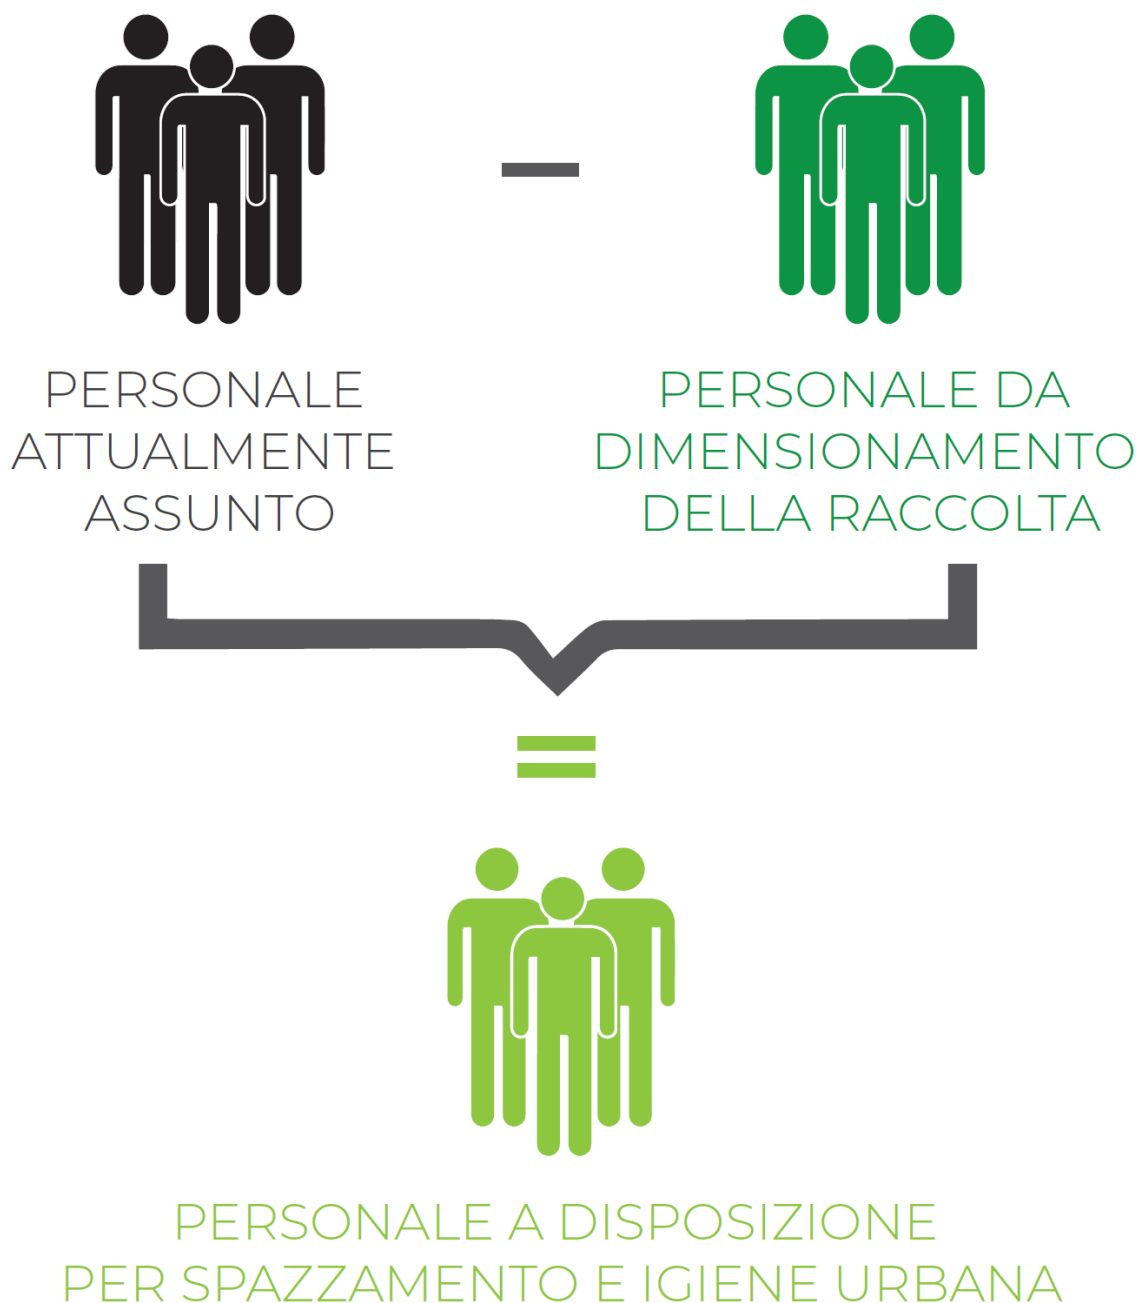 –
PERSONALE
ATTUALMENTE
ASSUNTO
PERSONALE DA
DIMENSIONAMENTO
DELLA RACCOLTA
=
PERSONALE A DISPOSIZIONE
PER SPAZZAMENTO E IGIENE URBANA